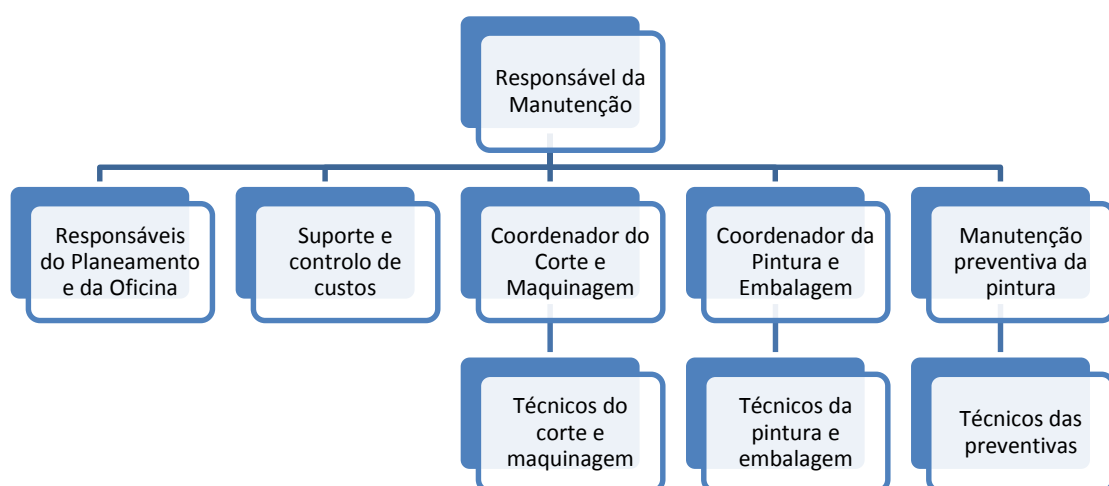 Responsável da
Manutenção
Responsáveis
do Planeamento
e da Oficina
Suporte e
controlo de
custos
Coordenador do
Corte e
Maquinagem
Coordenador da
Pintura e
Embalagem
Manutenção
preventiva da
pintura
Técnicos do
corte e
maquinagem
Técnicos da
pintura e
embalagem
Técnicos das
preventivas